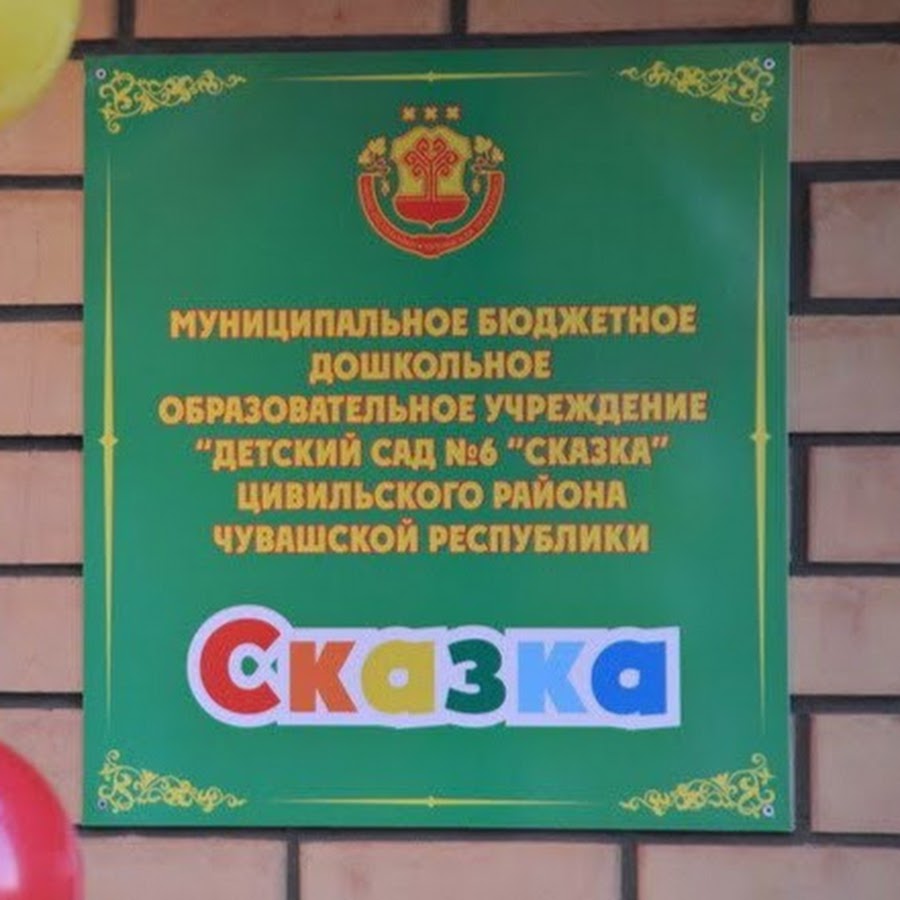 МУНИЦИПАЛЬНОЕ БЮДЖЕТНОЕ
ДОШКОЛЬНОЕ
ОБРАЗОВАТЕЛЬНОЕ УЧРЕЖДЕНИЕ
"ДЕТСКИЙ САД №6 "СКАЗКА"
ЦИВИЛЬСКОГО РАЙОНА
ЧУВАШСКОЙ РЕСПУБЛИКИ
Сказка